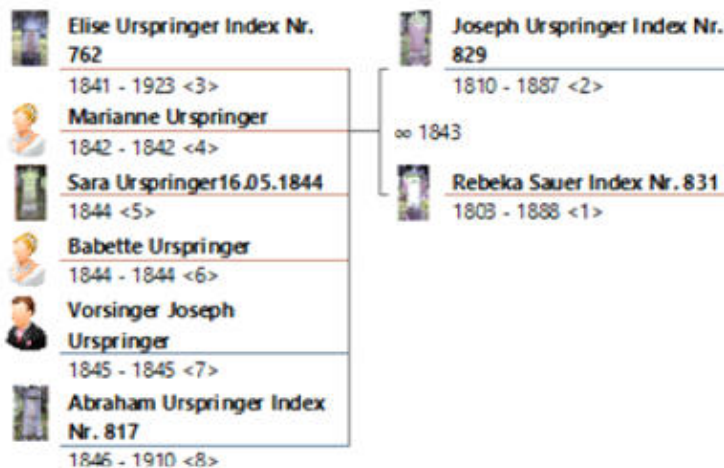 Elise Urspringer Index Nr.
762
1841 - 1923 <3>
Marianne Urspringer
1842 - 1842 <4>
Sara Urspringer16.05.1844
1844 <5>
Babette Urspringer
1844 - 1844 <6>
Vorsinger Joseph
Urspringer
1845 - 1845 <7>
Abraham Urspringer Index
Nr. 817
1846 - 1910 <8>
Joseph Urspringer Index Nr.
829
1810 - 1887 <2>
∞ 1843
Rebeka Sauer Index Nr. 831
1803 - 1888 <1>